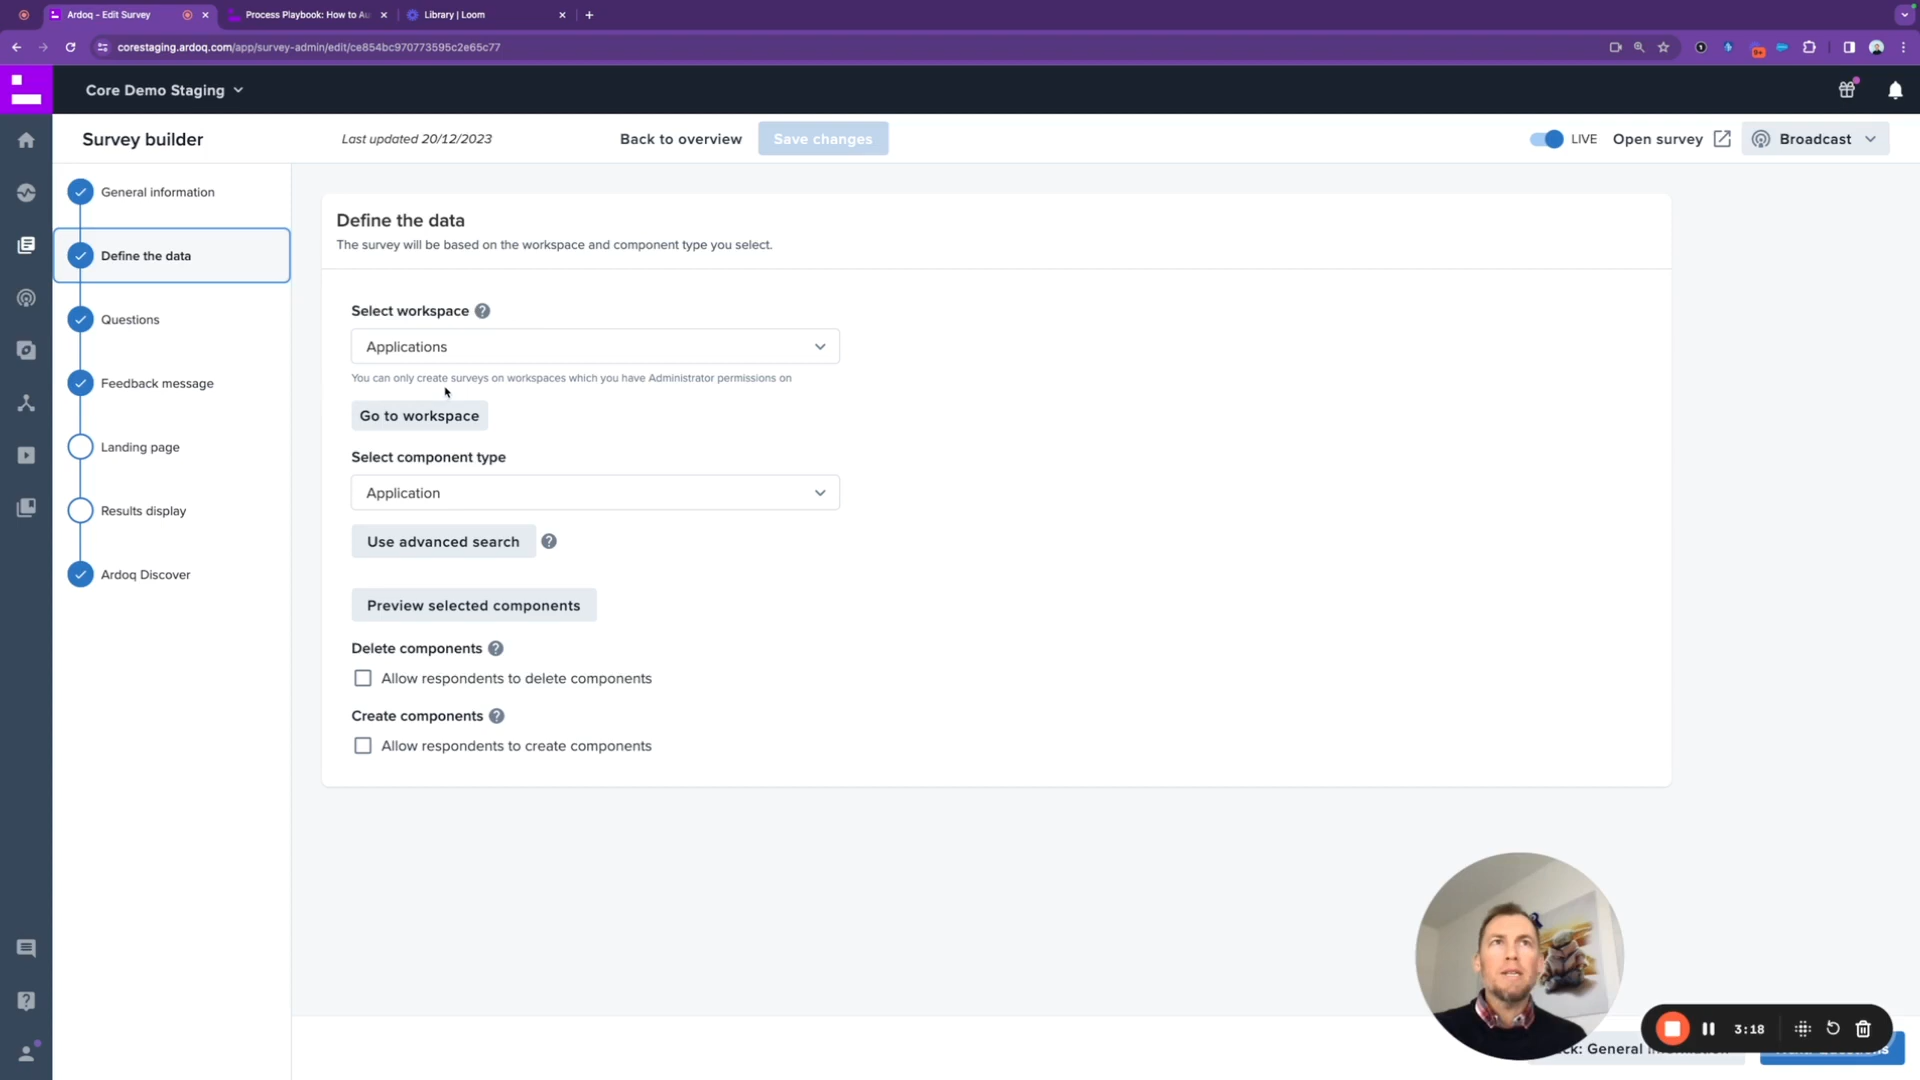 Ardoq - Edit Survey
Process Playbook: How to Au
Library | Loom
corestaging.ardoq.com/app/survey-admin/edit/ce854bc970773595c2e65c77
9+
Core Demo Staging
Survey builder
Last updated 20/12/2023
Back to overview
Save changes
LIVE
Open survey
Broadcast
General information
Define the data
Questions
Feedback message
Landing page
Results display
Ardoq Discover
Define the data
The survey will be based on the workspace and component type you select.
Select workspace
Applications
You can only create surveys on workspaces which you have Administrator permissions on
Go to workspace
Select component type
Application
Use advanced search
Preview selected components
Delete components
Allow respondents to delete components
Create components
Allow respondents to create components
3:18
: General